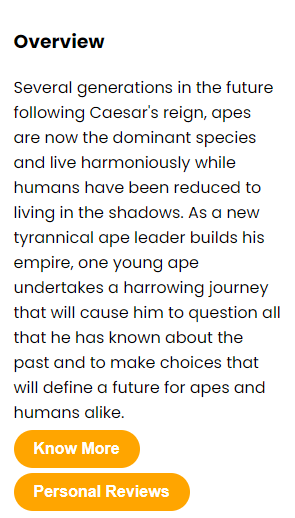 Overview
Several generations in the future
following Caesar's reign, apes
are now the dominant species
and live harmoniously while
humans have been reduced to
living in the shadows. As a new
tyrannical ape leader builds his
empire, one young ape
undertakes a harrowing journey
that will cause him to question all
that he has known about the
past and to make choices that
will define a future for apes and
humans alike.
Know More
Personal Reviews